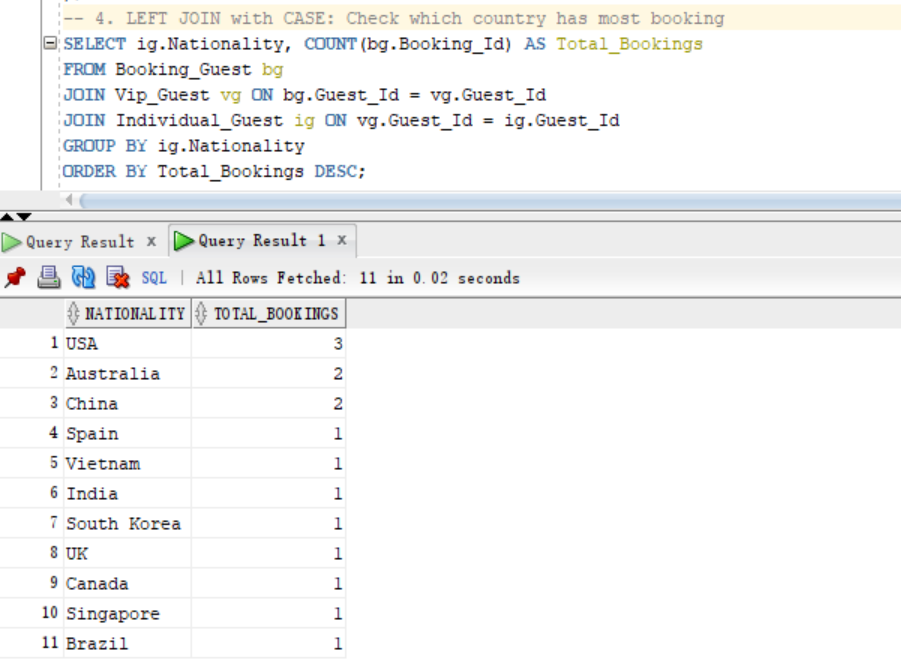 -- 4. LEFT JOIN with CASE: Check which country has most booking
SELECT ig.Nationality, COUNT(bg.Booking_Id) AS Total_Bookings
FROM Booking_Guest bg
JOIN Vip_Guest vg ON bg.Guest_Id = vg.Guest_Id
JOIN Individual_Guest ig ON vg.Guest_Id = ig.Guest_Id
GROUP BY ig.Nationality
ORDER BY Total_Bookings DESC;
Query Result x Query Result 1 x
SQL | All Rows Fetched: 11 in 0.02 seconds
NATIONALITY TOTAL_BOOKINGS
1 USA 3
2 Australia 2
3 China 2
4 Spain 1
5 Vietnam 1
6 India 1
7 South Korea 1
8 UK 1
9 Canada 1
10 Singapore 1
11 Brazil 1